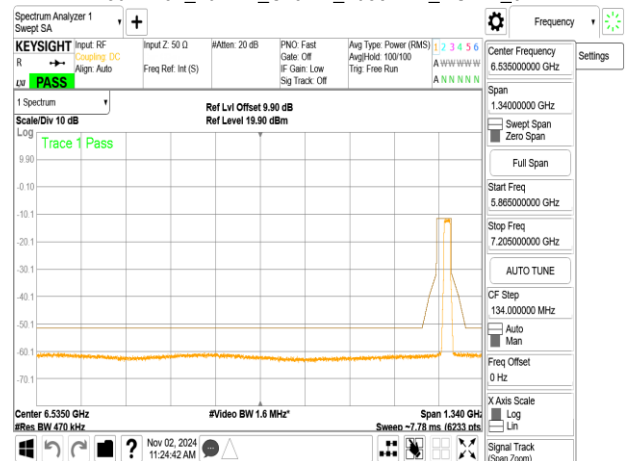 Spectrum Analyzer 1
Swept SA
+
Frequency
KEYSIGHT
R
LXI PASS
Input: RF
Coupling: DC
Align: Auto
Input Z: 50 Ω
Freq Ref: Int (S)
#Atten: 20 dB
PNO: Fast
Gate: Off
IF Gain: Low
Sig Track: Off
Avg Type: Power (RMS)
Avg|Hold: 100/100
Trig: Free Run
1 2 3 4 5 6
A W W W W W
A N N N N N
1 Spectrum
Scale/Div 10 dB
Ref Lvl Offset 9.90 dB
Ref Level 19.90 dBm
Log
Trace 1 Pass
9.90
-0.10
-10.1
-20.1
-30.1
-40.1
-50.1
-60.1
-70.1
Center 6.5350 GHz
#Video BW 1.6 MHz*
Span 1.340 GHz
#Res BW 470 kHz
Sweep ~7.78 ms (6233 pts)
?
Nov 02, 2024
11:24:42 AM
Center Frequency
6.535000000 GHz
Settings
Span
1.34000000 GHz
Swept Span
Zero Span
Full Span
Start Freq
5.865000000 GHz
Stop Freq
7.205000000 GHz
AUTO TUNE
CF Step
134.000000 MHz
Auto
Man
Freq Offset
0 Hz
X Axis Scale
Log
Lin
Signal Track
(Span Zoom)